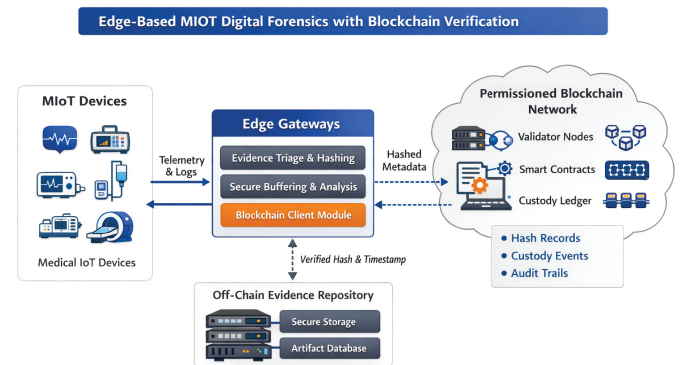 Edge-Based MIOT Digital Forensics with Blockchain Verification
MIoT Devices
Medical IoT Devices
Telemetry
& Logs
Edge Gateways
Evidence Triage & Hashing
Secure Buffering & Analysis
Blockchain Client Module
Hashed
Metadata
Permissioned Blockchain
Network
Validator Nodes
Smart Contracts
Custody Ledger
• Hash Records
• Custody Events
• Audit Trails
Verified Hash & Timestamp
Off-Chain Evidence Repository
Secure Storage
Artifact Database